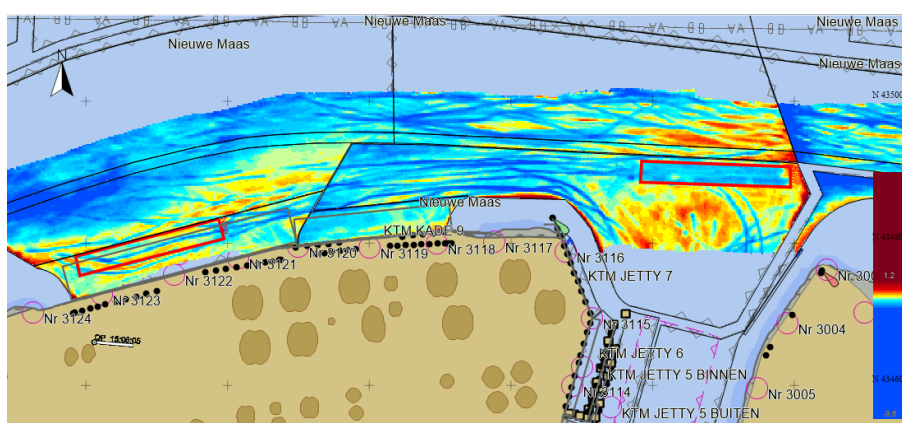 Nieuwe Maas
Nieuwe Maas
Nieuwe Maas
Nieuwe Maas
N
N 43500
Nieuwe Maas
KTM KADE 9
Nr 3116
Nr 3117
Nr 3118
Nr 3119
Nr 3120
Nr 3121
Nr 3122
Nr 3123
Nr 3124
KTM JETTY 7
1.2
Nr 3115
Nr 3004
KTM JETTY 6
KTM JETTY 5 BINNEN
Nr 3114
Nr 3005
KTM JETTY 5 BUITEN